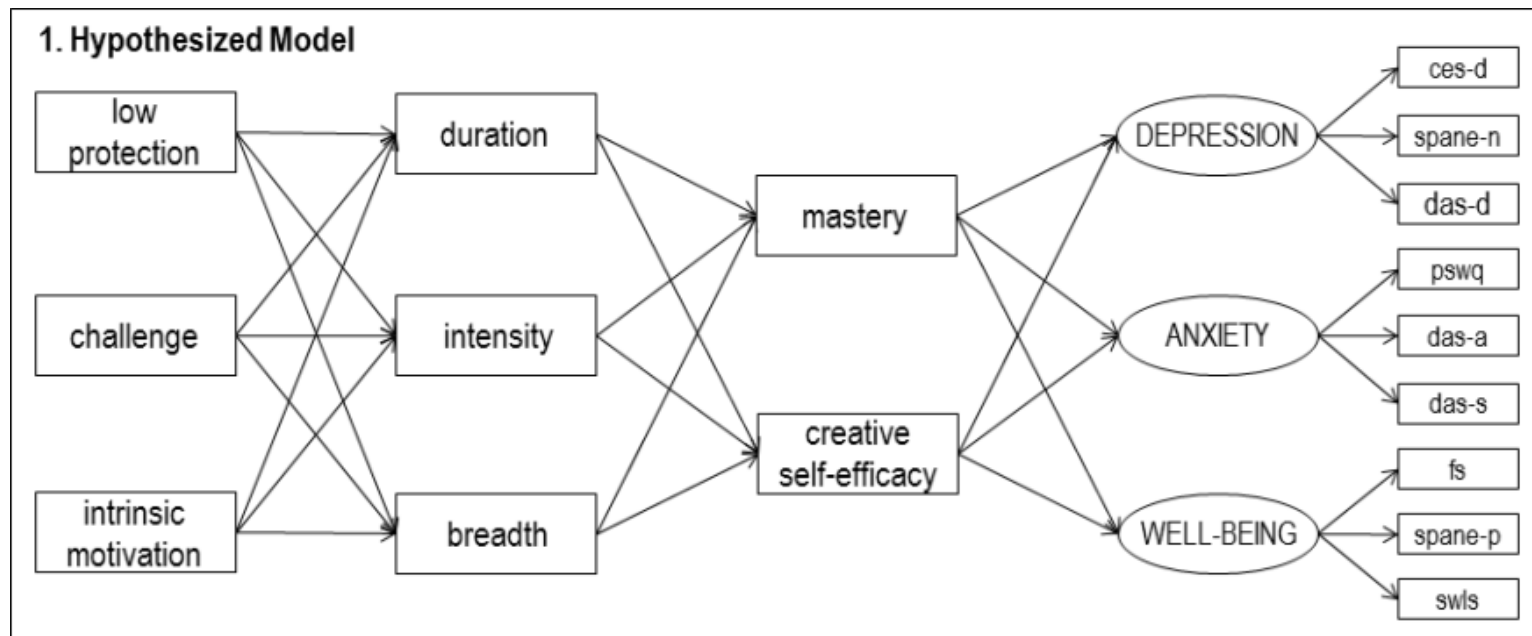 1. Hypothesized Model
low
protection
challenge
intrinsic
motivation
duration
intensity
breadth
mastery
creative
self-efficacy
DEPRESSION
ANXIETY
WELL-BEING
ces-d
spane-n
das-d
pswq
das-a
das-s
fs
spane-p
swls